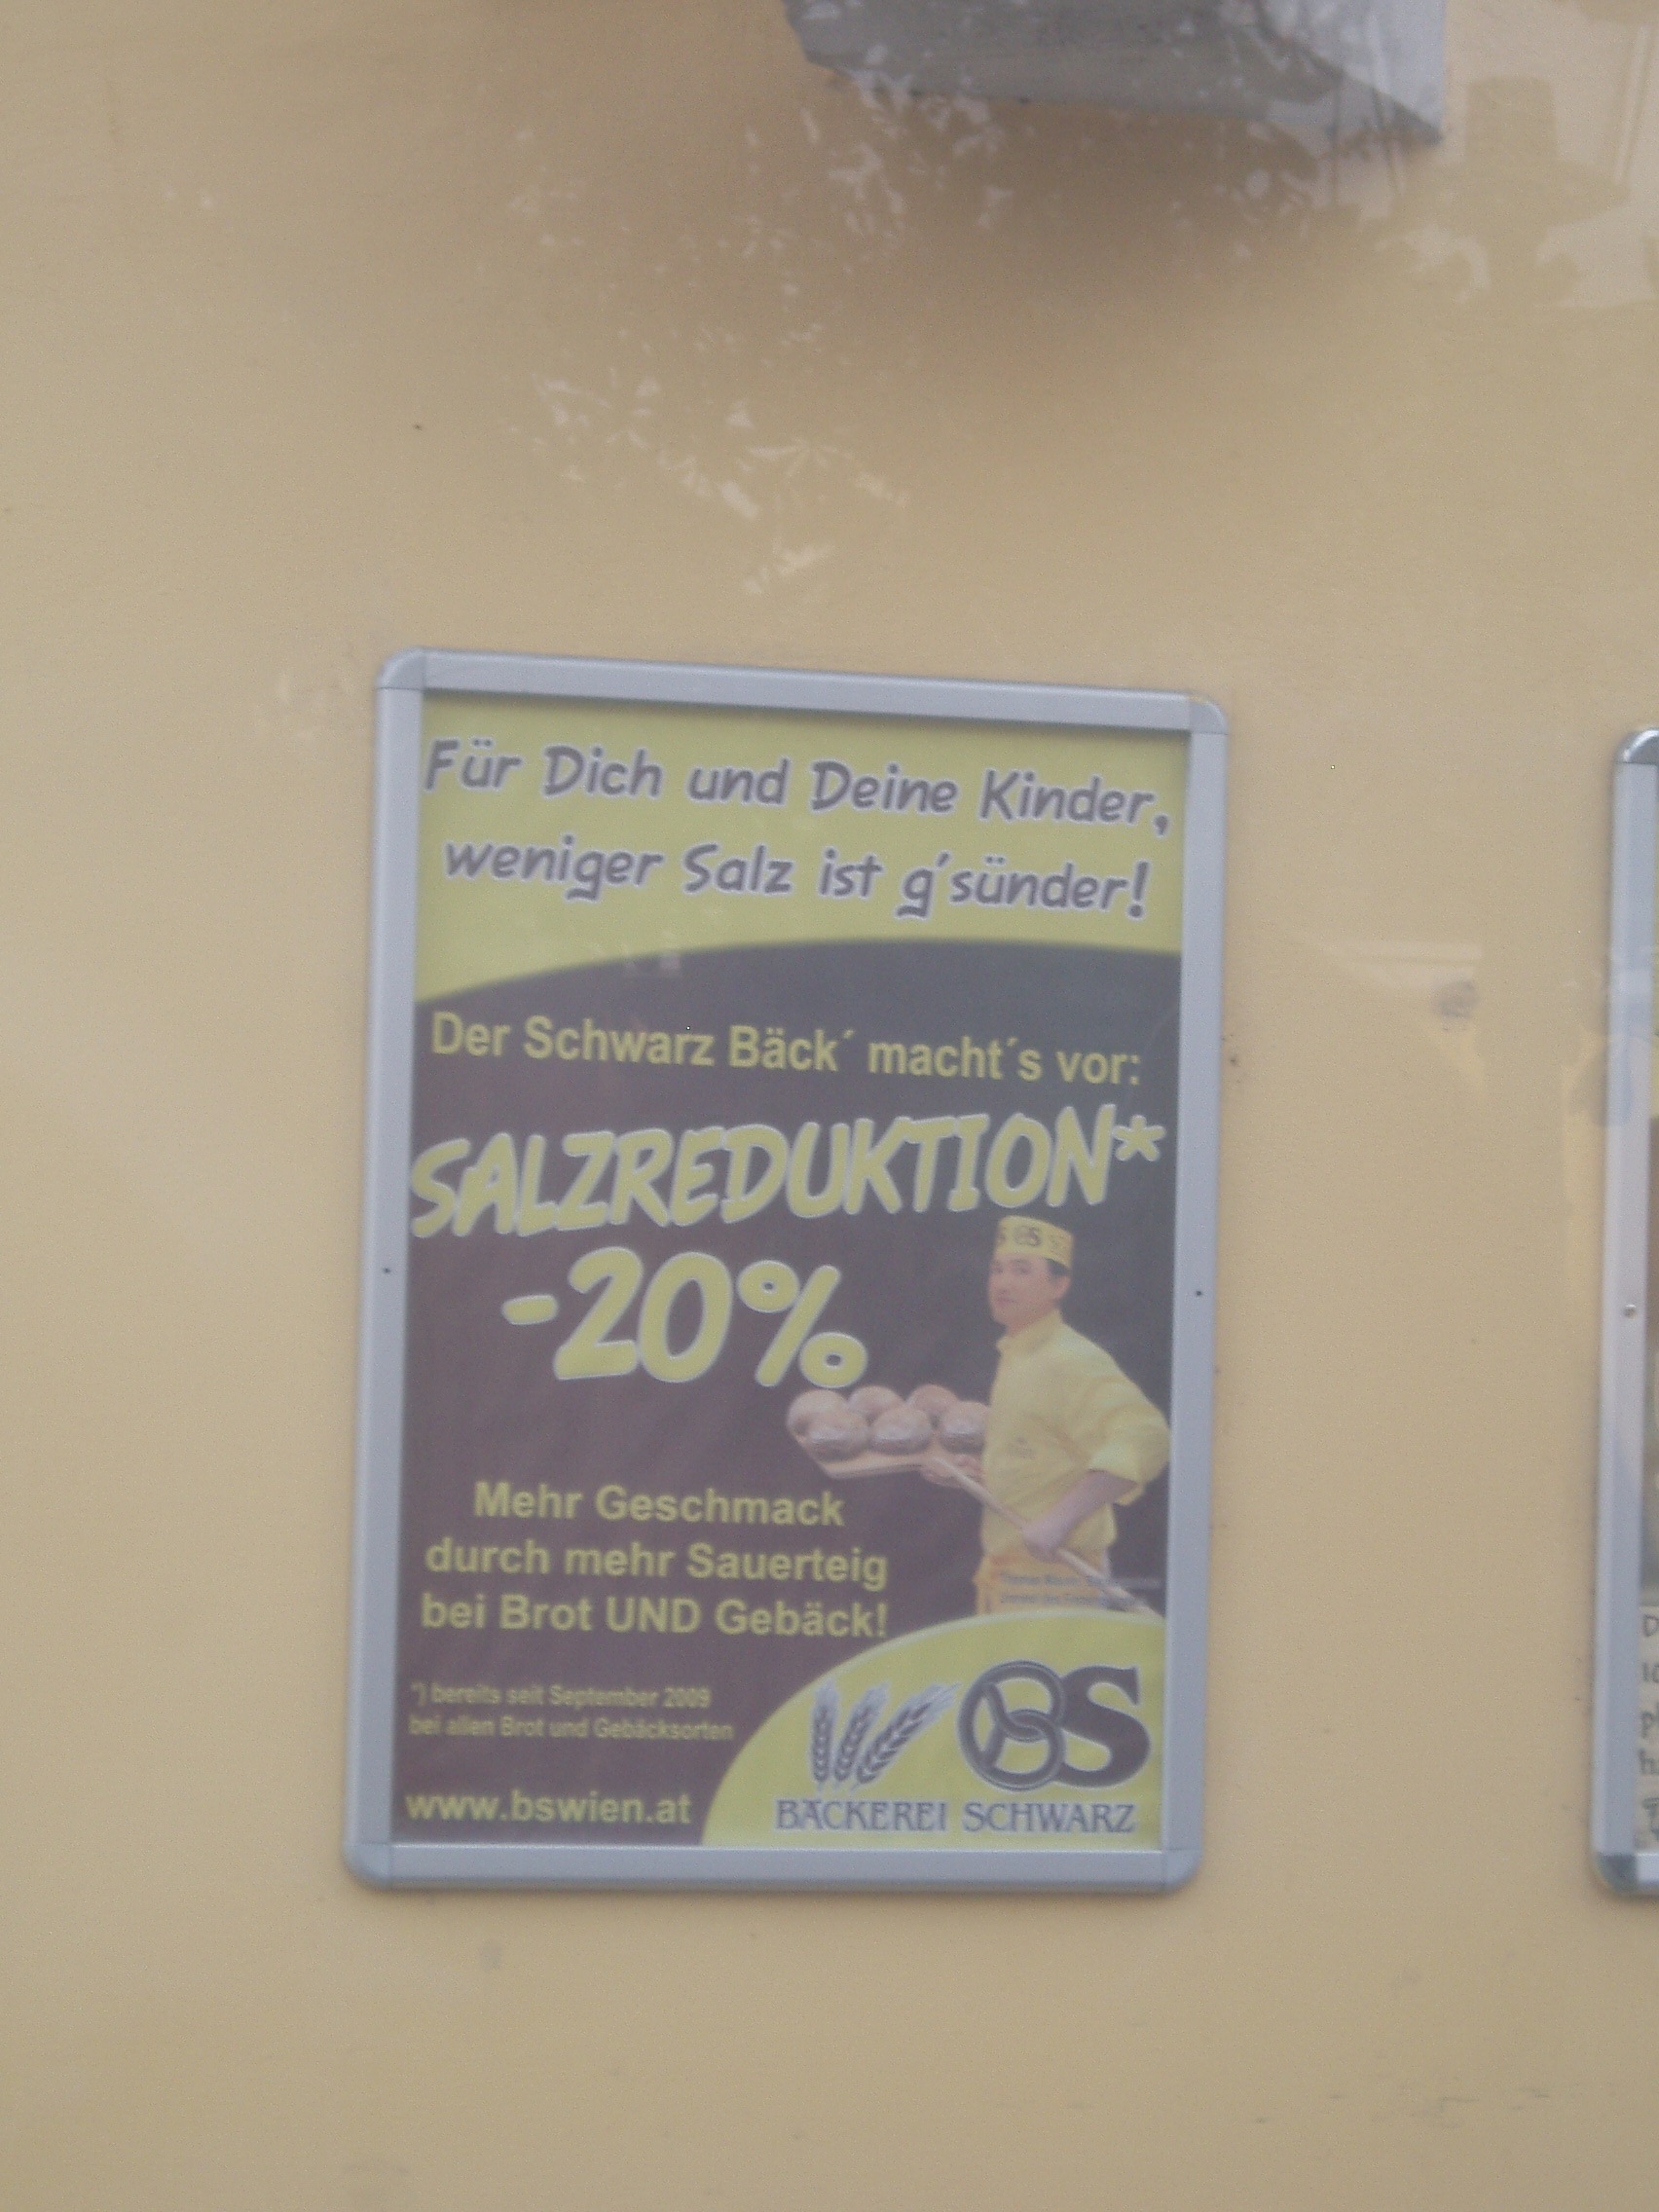 Für Dich und Deine Kinder,
weniger Salz ist g'sünder!
Der Schwarz Bäck´ macht´s vor:
SALZREDUKTION*
-20%
Mehr Geschmack
durch mehr Sauerteig
bei Brot UND Gebäck!
*) bereits seit September 2009
bei allen Brot und Gebäcksorten
www.bswien.at
BS
BÄCKEREI SCHWARZ